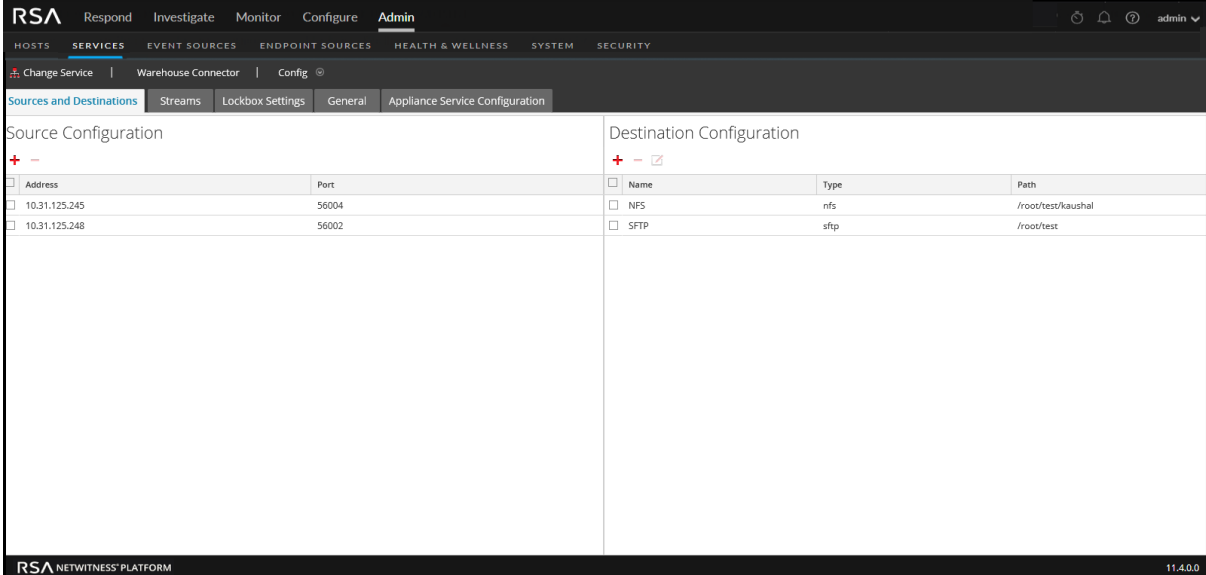 RSA Respond Investigate Monitor Configure Admin admin
HOSTS SERVICES EVENT SOURCES ENDPOINT SOURCES HEALTH & WELLNESS SYSTEM SECURITY
Change Service | Warehouse Connector | Config
Sources and Destinations Streams Lockbox Settings General Appliance Service Configuration
Source Configuration
Address Port
10.31.125.245 56004
10.31.125.248 56002
Destination Configuration
Name Type Path
NFS nfs /root/test/kaushal
SFTP sftp /root/test
RSA NETWITNESS® PLATFORM 11.4.0.0